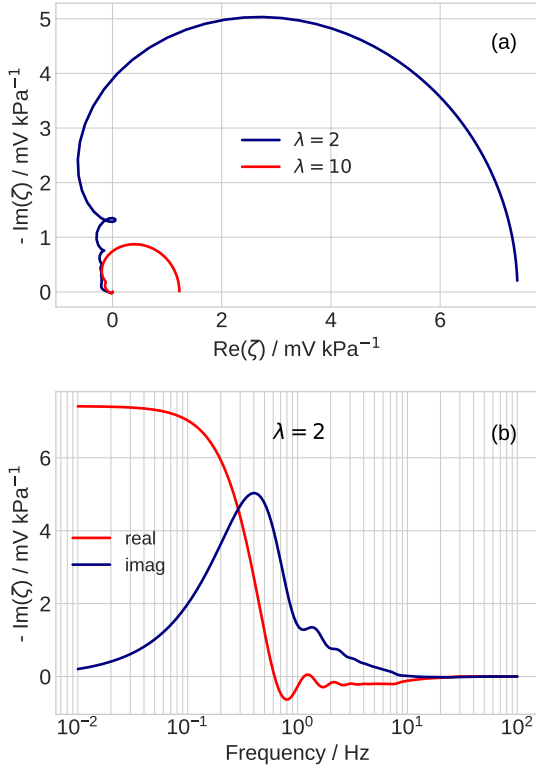 5
4
3
2
1
0
- Im(ζ) / mV kPa⁻¹
(a)
λ = 2
λ = 10
0 2 4 6
Re(ζ) / mV kPa⁻¹
λ = 2
(b)
6
4
2
0
- Im(ζ) / mV kPa⁻¹
real
imag
10⁻² 10⁻¹ 10⁰ 10¹ 10²
Frequency / Hz